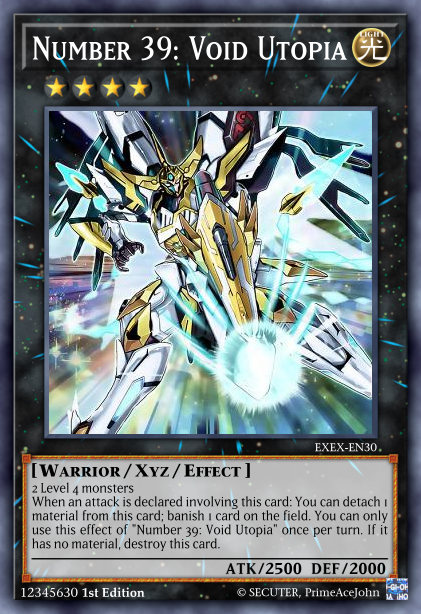 Number 39: Void Utopia
LIGHT
光
EXEX-EN30
[Warrior / Xyz / Effect]
2 Level 4 monsters
When an attack is declared involving this card: You can detach 1
material from this card; banish 1 card on the field. You can only
use this effect of "Number 39: Void Utopia" once per turn. If it
has no material, destroy this card.
ATK/2500 DEF/2000
12345630 1st Edition
© SECUTER, PrimeAceJohn